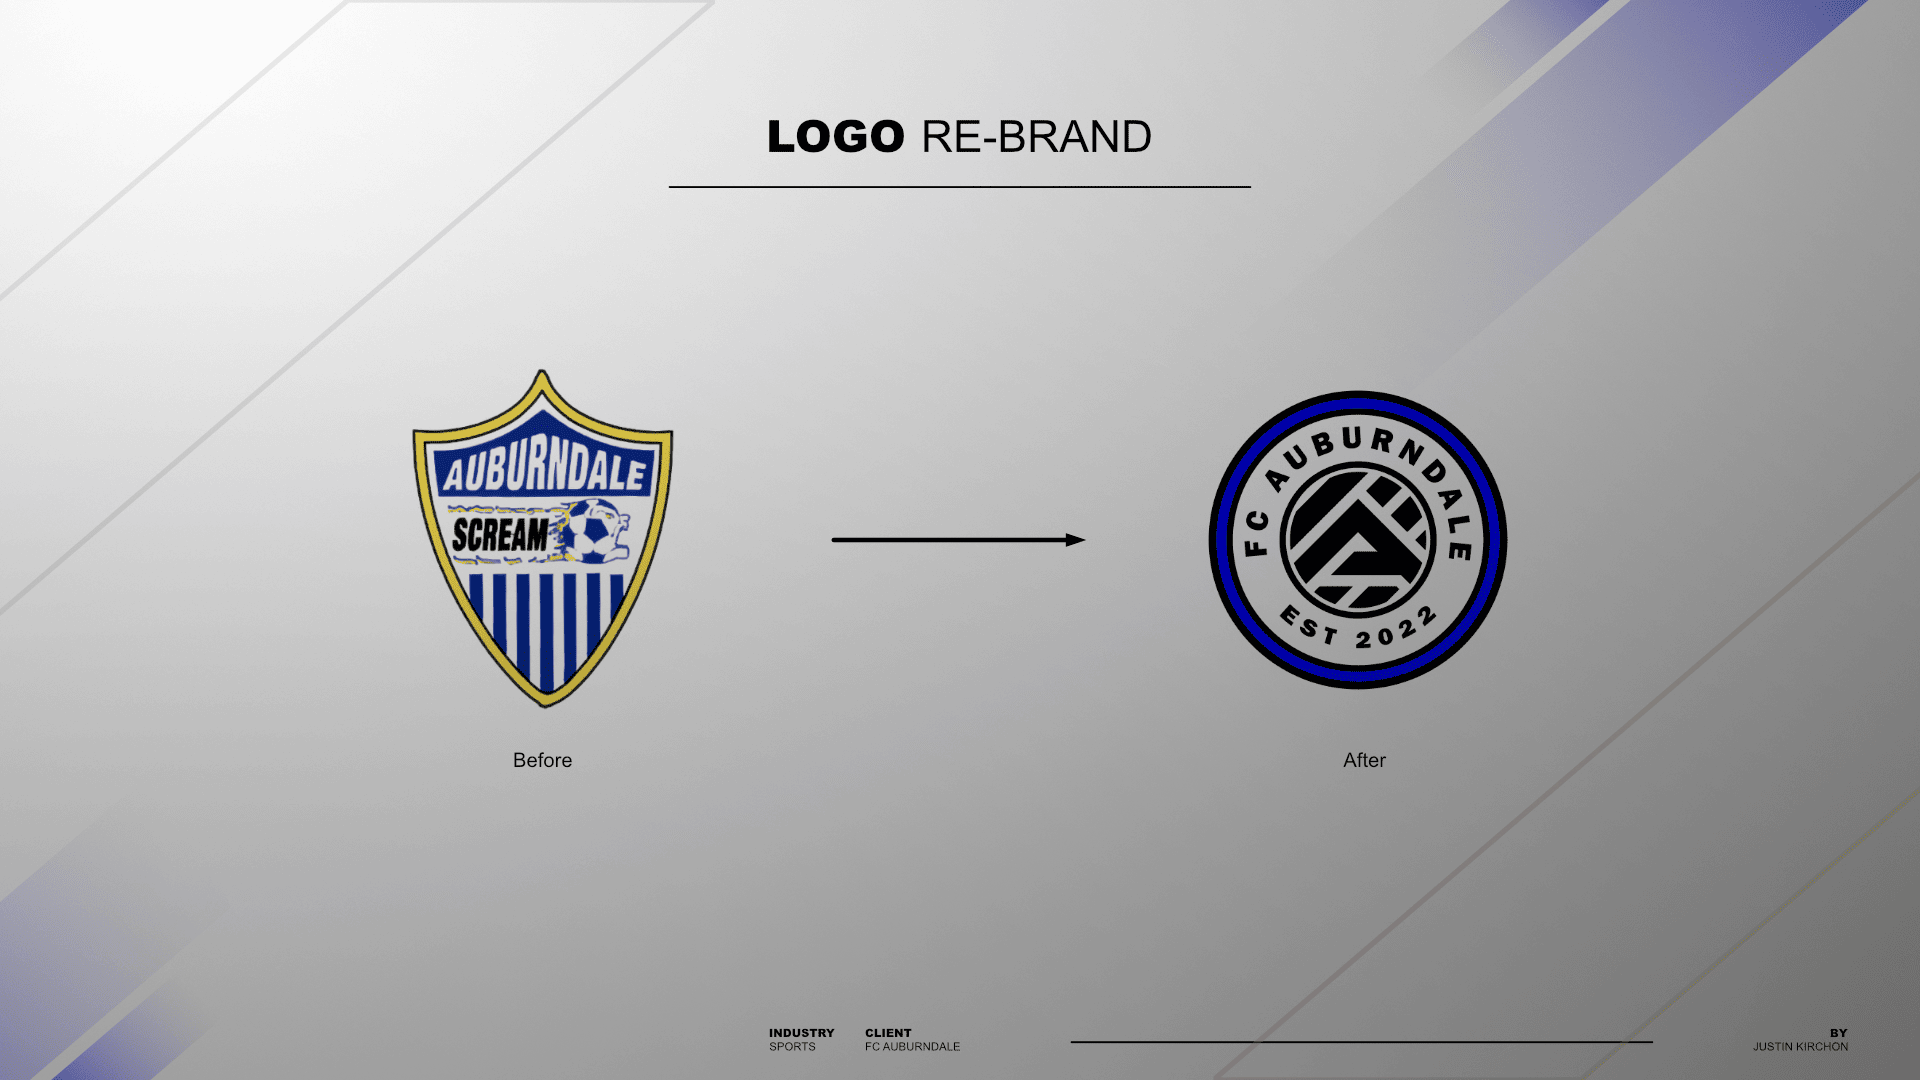 LOGO RE-BRAND
AUBURNDALE
SCREAM
FC AUBURNDALE
EST 2022
Before
After
INDUSTRY
SPORTS
CLIENT
FC AUBURNDALE
BY
JUSTIN KIRCHON